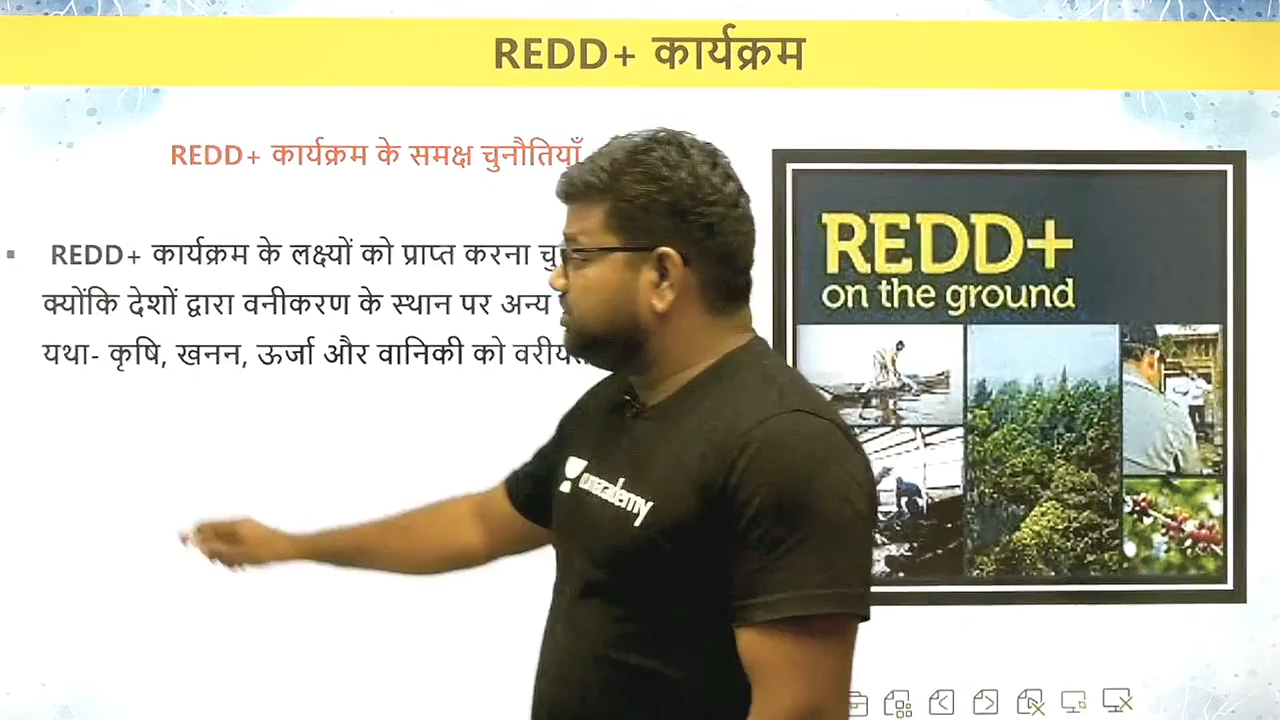 REDD+ कार्यक्रम
REDD+ कार्यक्रम के समक्ष चुनौतियाँ
▪ REDD+ कार्यक्रम के लक्ष्यों को प्राप्त करना
क्योंकि देशों द्वारा वनीकरण के स्थान पर अन्य
यथा- कृषि, खनन, ऊर्जा और वानिकी को
REDD+
on the ground
unacademy